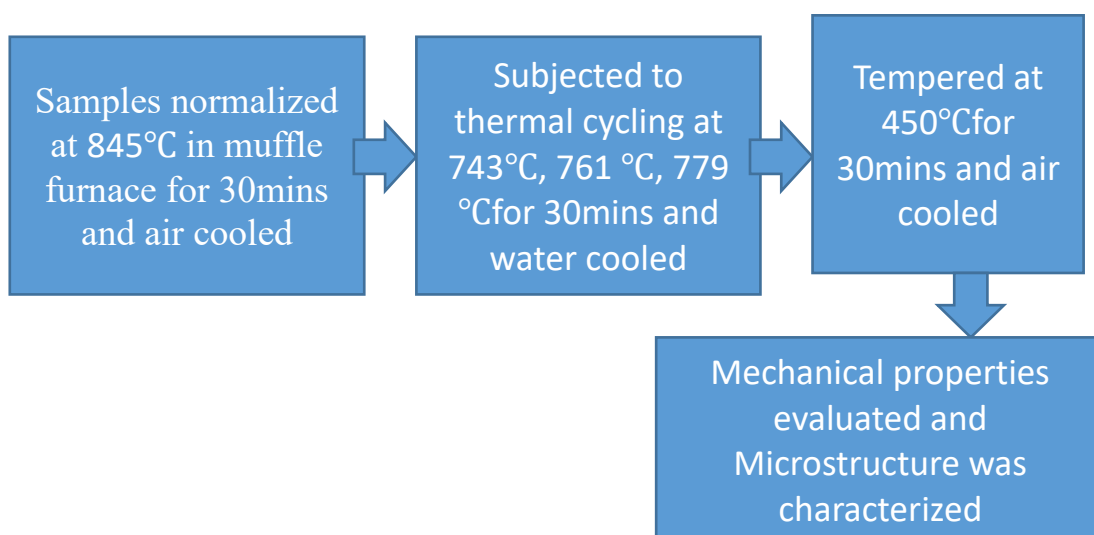 Samples normalized
at 845℃ in muffle
furnace for 30mins
and air cooled
Subjected to
thermal cycling at
743℃, 761 ℃, 779
℃for 30mins and
water cooled
Tempered at
450℃for
30mins and air
cooled
Mechanical properties
evaluated and
Microstructure was
characterized